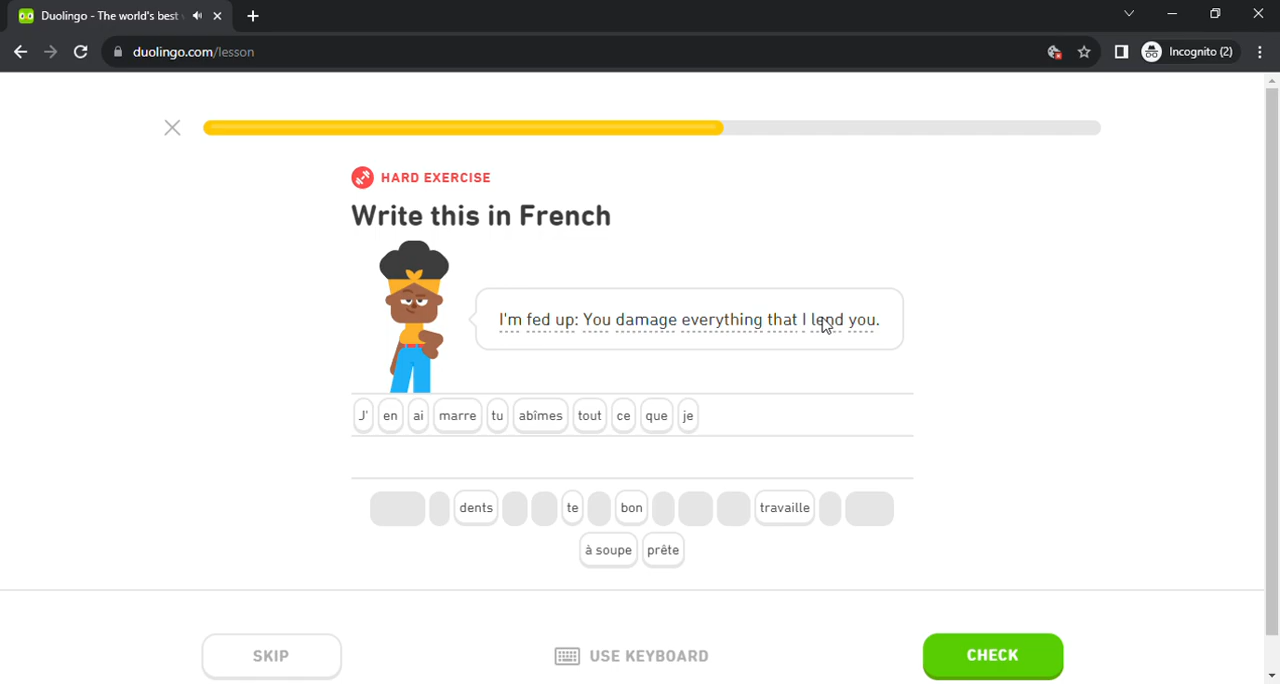 Duolingo - The world's best
duolingo.com/lesson
Incognito (2)
HARD EXERCISE
Write this in French
I'm fed up: You damage everything that I lend you.
J' en ai marre tu abîmes tout ce que je
dents te bon travaille
à soupe prête
SKIP USE KEYBOARD CHECK